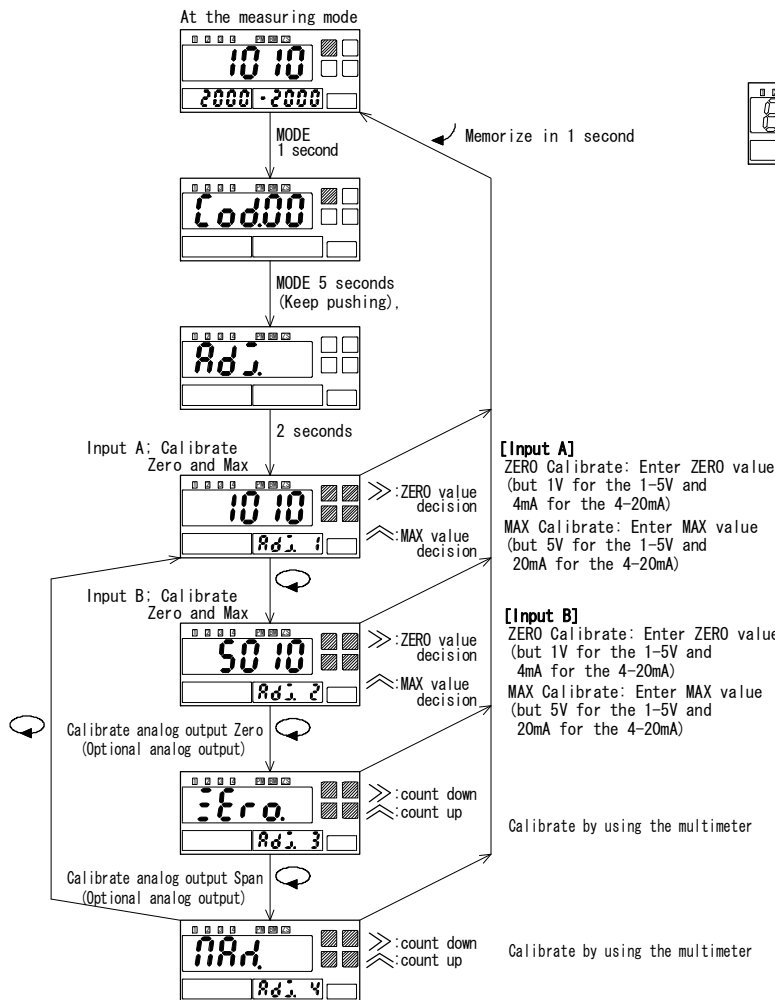 At the measuring mode
1010
2000 -2000
MODE
1 second
Memorize in 1 second
Cod.00
MODE 5 seconds
(Keep pushing),
Adj.
2 seconds
Input A: Calibrate
Zero and Max
1010
Adj. 1
:ZERO value
decision
:MAX value
decision
[Input A]
ZERO Calibrate: Enter ZERO value
(but 1V for the 1-5V and
4mA for the 4-20mA)
MAX Calibrate: Enter MAX value
(but 5V for the 1-5V and
20mA for the 4-20mA)
Input B: Calibrate
Zero and Max
5010
Adj. 2
:ZERO value
decision
:MAX value
decision
[Input B]
ZERO Calibrate: Enter ZERO value
(but 1V for the 1-5V and
4mA for the 4-20mA)
MAX Calibrate: Enter MAX value
(but 5V for the 1-5V and
20mA for the 4-20mA)
Calibrate analog output Zero
(Optional analog output)
ZEro.
Adj. 3
:count down
:count up
Calibrate by using the multimeter
Calibrate analog output Span
(Optional analog output)
MAX.
Adj. 4
:count down
:count up
Calibrate by using the multimeter